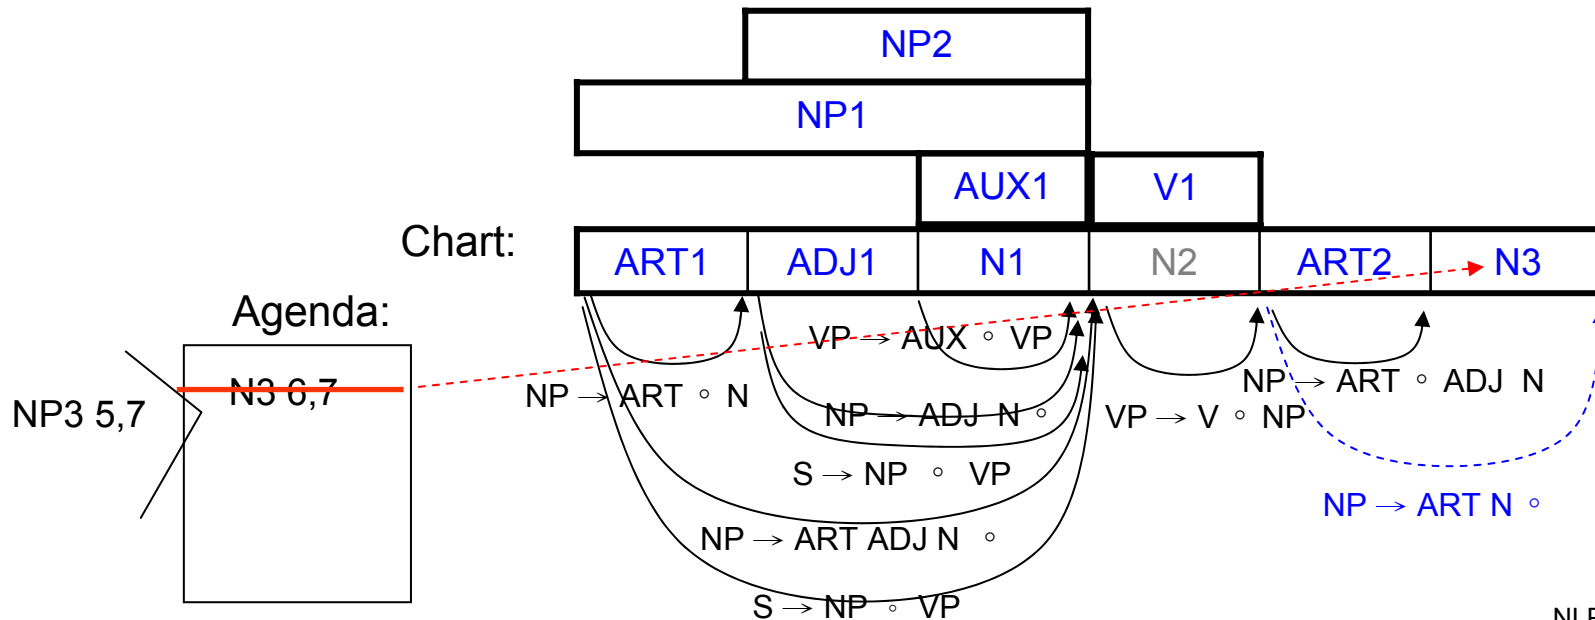 NP2
NP1
AUX1 V1
Chart:
ART1 ADJ1 N1 N2 ART2 N3
Agenda:
N3 6,7
NP3 5,7
VP → AUX ° VP
NP → ART ° N
NP → ADJ N °
VP → V ° NP
NP → ART ° ADJ N
S → NP ° VP
NP → ART N °
NP → ART ADJ N °
S → NP ° VP